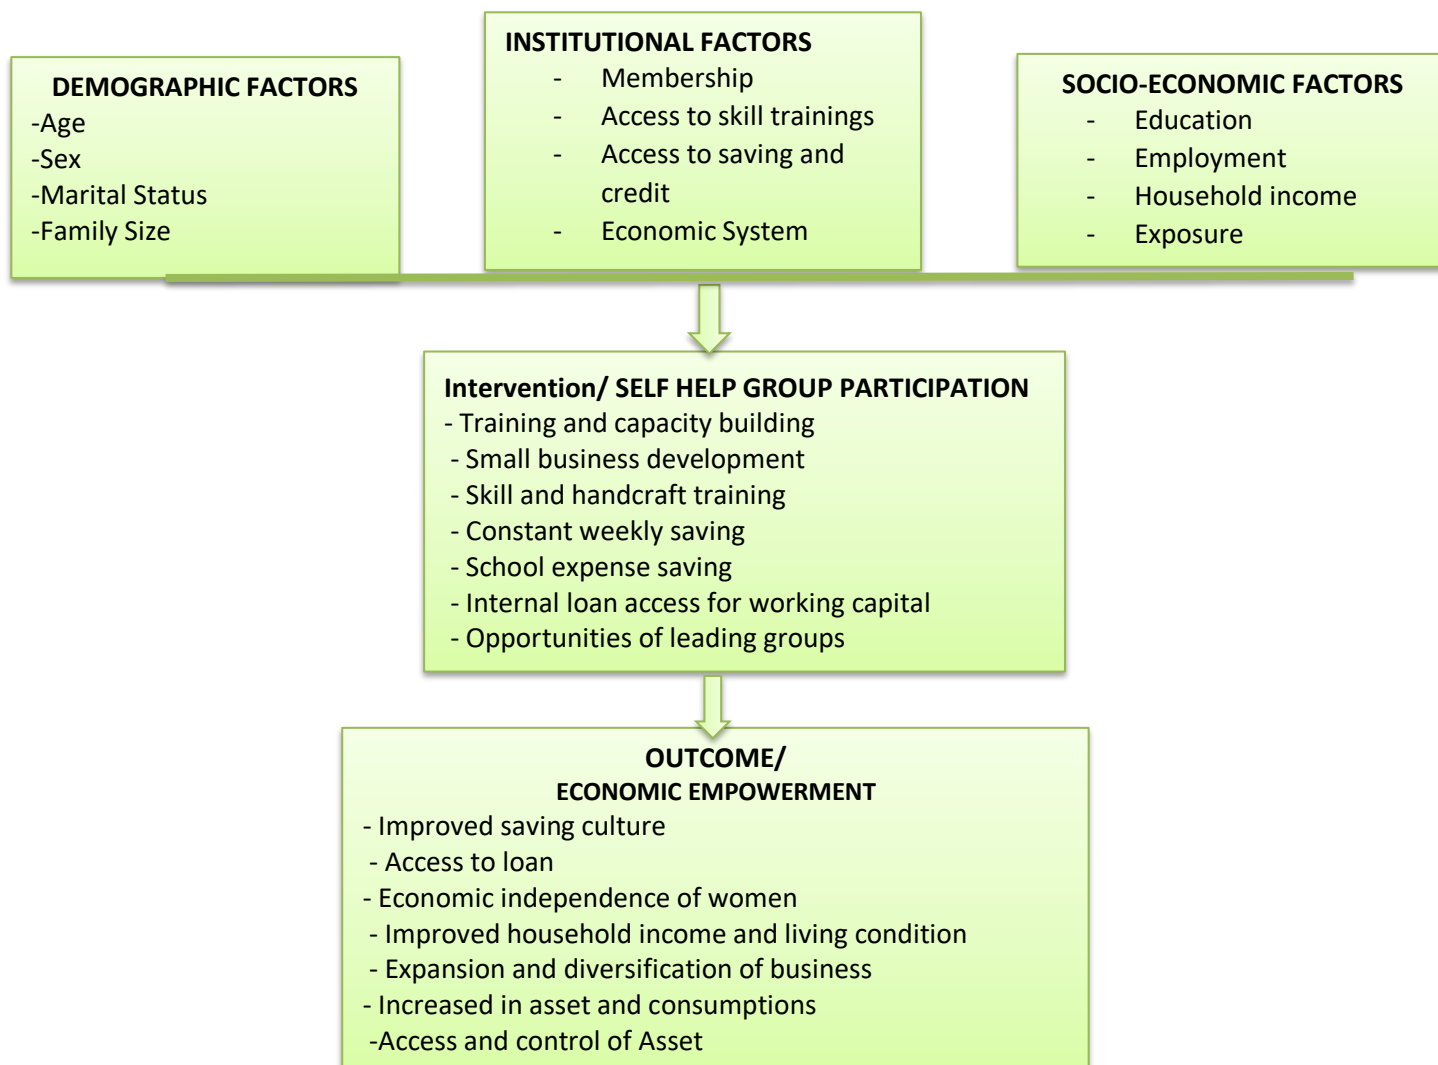 DEMOGRAPHIC FACTORS
-Age
-Sex
-Marital Status
-Family Size
INSTITUTIONAL FACTORS
- Membership
- Access to skill trainings
- Access to saving and
credit
- Economic System
SOCIO-ECONOMIC FACTORS
- Education
- Employment
- Household income
- Exposure
Intervention/ SELF HELP GROUP PARTICIPATION
- Training and capacity building
- Small business development
- Skill and handcraft training
- Constant weekly saving
- School expense saving
- Internal loan access for working capital
- Opportunities of leading groups
OUTCOME/
ECONOMIC EMPOWERMENT
- Improved saving culture
- Access to loan
- Economic independence of women
- Improved household income and living condition
- Expansion and diversification of business
- Increased in asset and consumptions
-Access and control of Asset